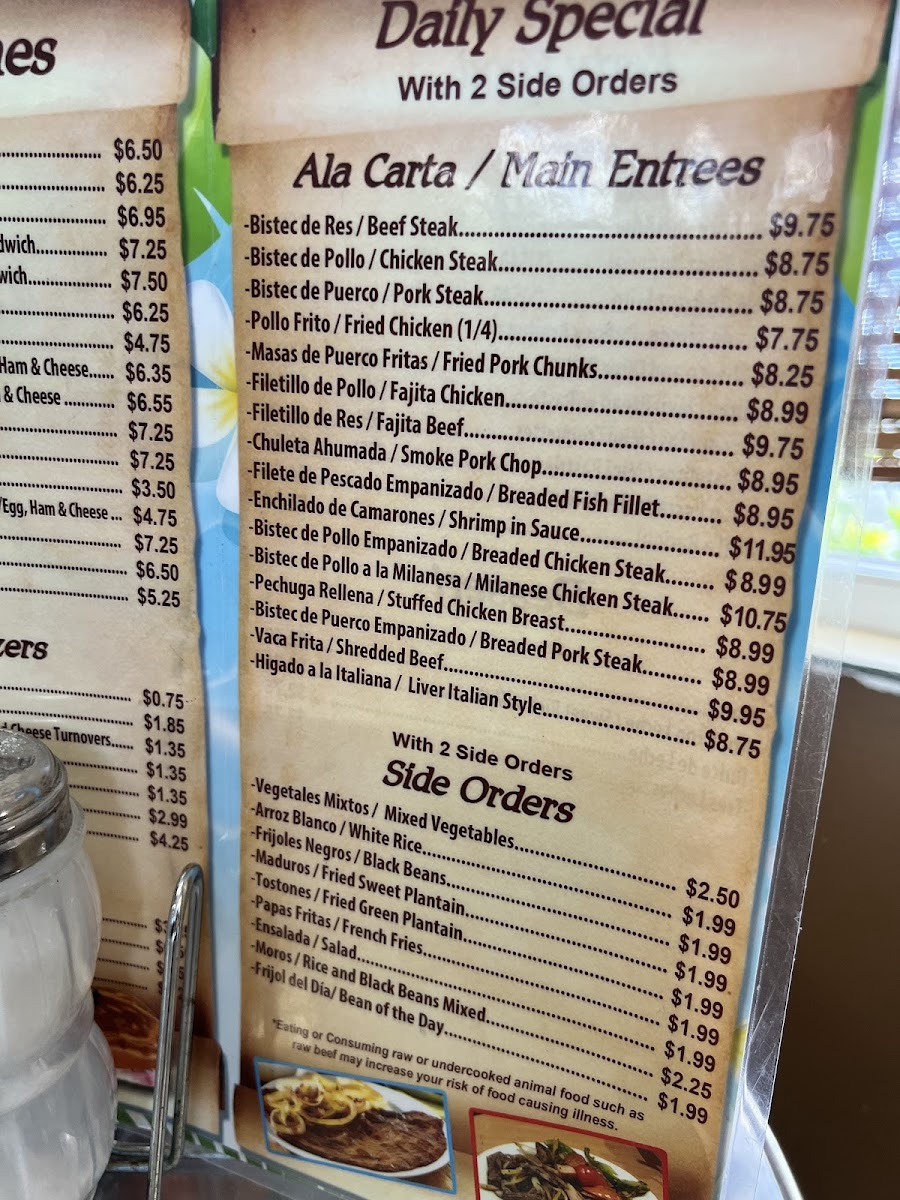 es
$6.50
$6.25
$6.95
dwich.............. $7.25
wich................. $7.50
$6.25
$4.75
Ham & Cheese...... $6.35
& Cheese ........... $6.55
$7.25
$7.25
$3.50
/Egg, Ham & Cheese ... $4.75
$7.25
$6.50
$5.25
zers
$0.75
$1.85
Cheese Turnovers..... $1.35
$1.35
$1.35
$2.99
$4.25
Daily Special
With 2 Side Orders
Ala Carta / Main Entrees
-Bistec de Res / Beef Steak.......... $9.75
-Bistec de Pollo / Chicken Steak.......... $8.75
-Bistec de Puerco / Pork Steak.......... $8.75
-Pollo Frito / Fried Chicken (1/4).......... $7.75
-Masas de Puerco Fritas / Fried Pork Chunks.......... $8.25
-Filetillo de Pollo / Fajita Chicken.......... $8.99
-Filetillo de Res / Fajita Beef.......... $9.75
-Chuleta Ahumada / Smoke Pork Chop.......... $8.95
-Filete de Pescado Empanizado / Breaded Fish Fillet.......... $8.95
-Enchilado de Camarones / Shrimp in Sauce.......... $11.95
-Bistec de Pollo Empanizado / Breaded Chicken Steak........ $8.99
-Bistec de Pollo a la Milanesa / Milanese Chicken Steak...... $10.75
-Pechuga Rellena / Stuffed Chicken Breast.......... $8.99
-Bistec de Puerco Empanizado / Breaded Pork Steak.......... $8.99
-Vaca Frita / Shredded Beef.......... $9.95
-Higado a la Italiana / Liver Italian Style.......... $8.75
With 2 Side Orders
Side Orders
-Vegetales Mixtos / Mixed Vegetables.......... $2.50
-Arroz Blanco / White Rice.......... $1.99
-Frijoles Negros / Black Beans.......... $1.99
-Maduros / Fried Sweet Plantain.......... $1.99
-Tostones / Fried Green Plantain.......... $1.99
-Papas Fritas / French Fries.......... $1.99
-Ensalada / Salad.......... $1.99
-Moros / Rice and Black Beans Mixed.......... $2.25
-Frijol del Día/ Bean of the Day.......... $1.99
*Eating or Consuming raw or undercooked animal food such as
raw beef may increase your risk of food causing illness.